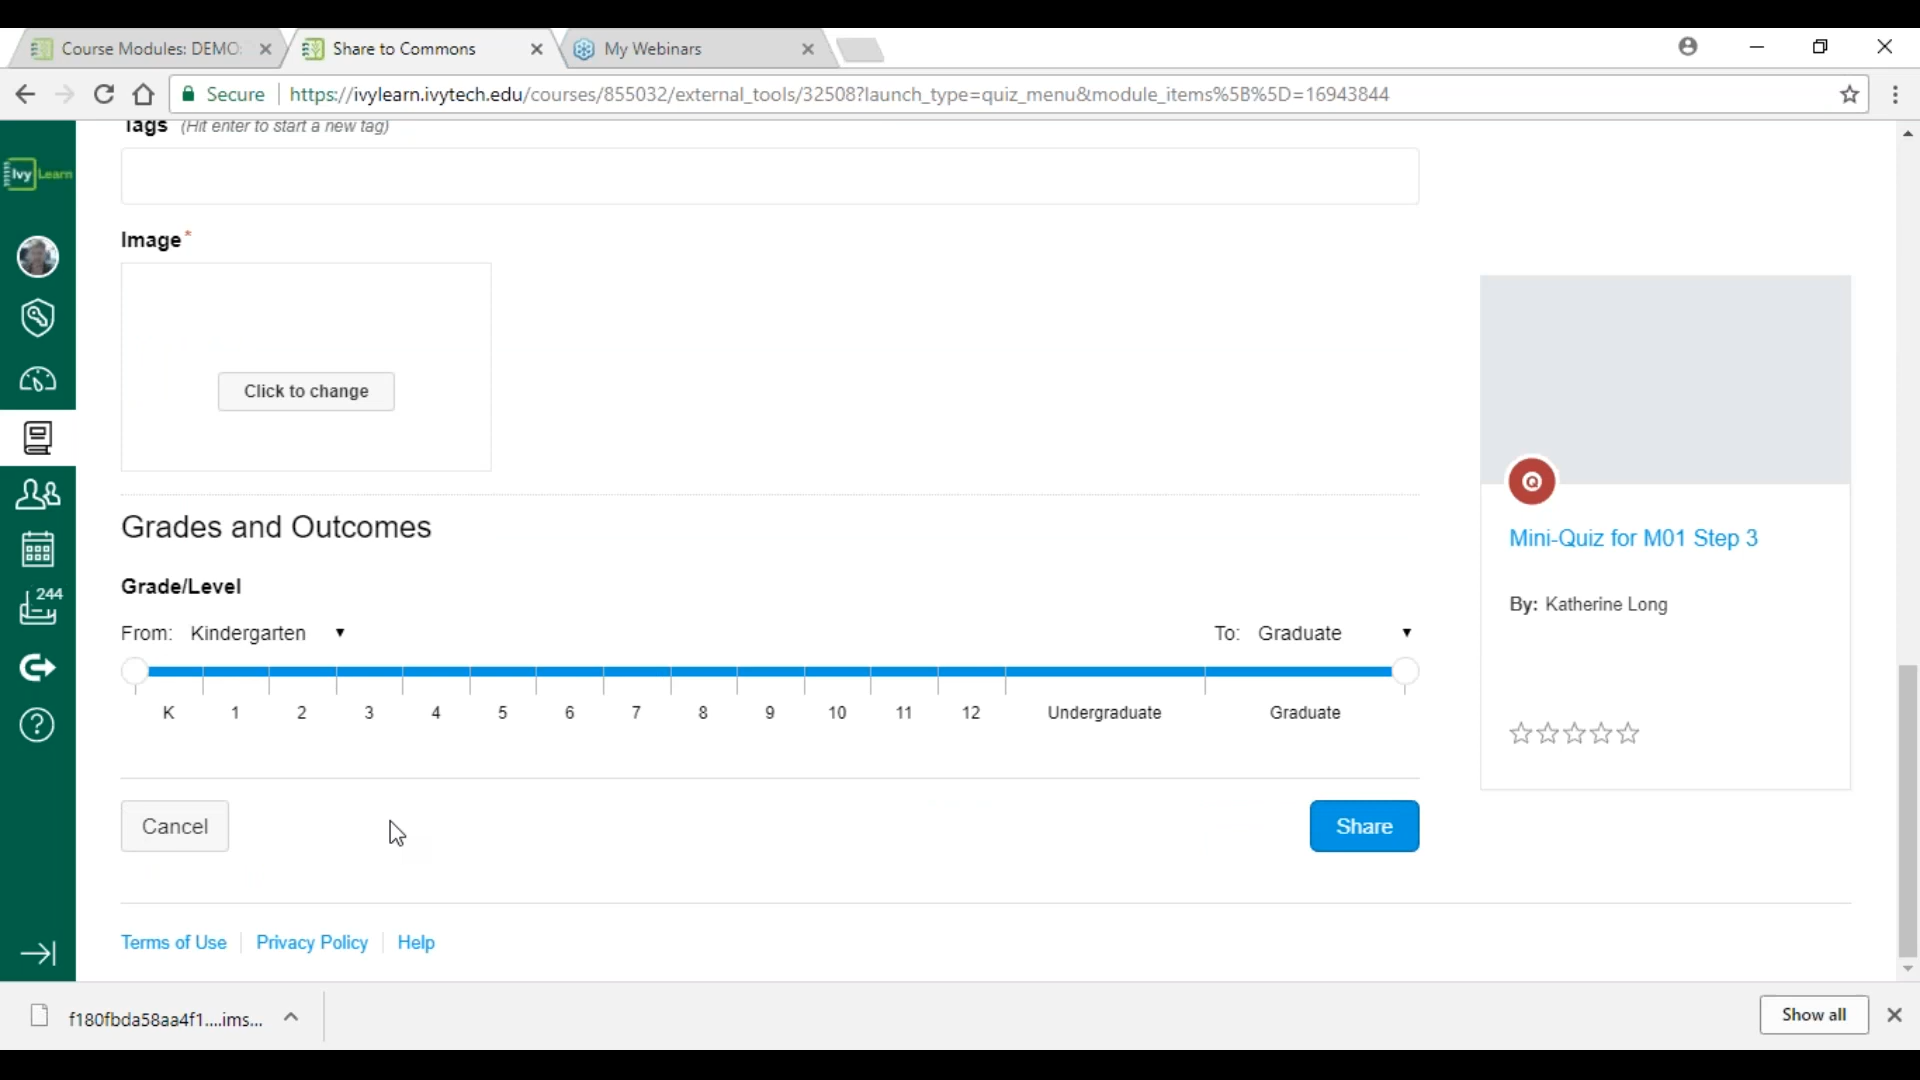 Course Modules: DEMO:
Share to Commons
My Webinars
Secure
https://ivylearn.ivytech.edu/courses/855032/external_tools/32508?launch_type=quiz_menu&module_items%5B%5D=16943844
Tags (Hit enter to start a new tag)
Ivy Learn
Image*
Click to change
Grades and Outcomes
Grade/Level
From: Kindergarten
To: Graduate
K 1 2 3 4 5 6 7 8 9 10 11 12 Undergraduate Graduate
Mini-Quiz for M01 Step 3
By: Katherine Long
244
Cancel
Share
Terms of Use
Privacy Policy
Help
f180fbda58aa4f1....ims...
Show all